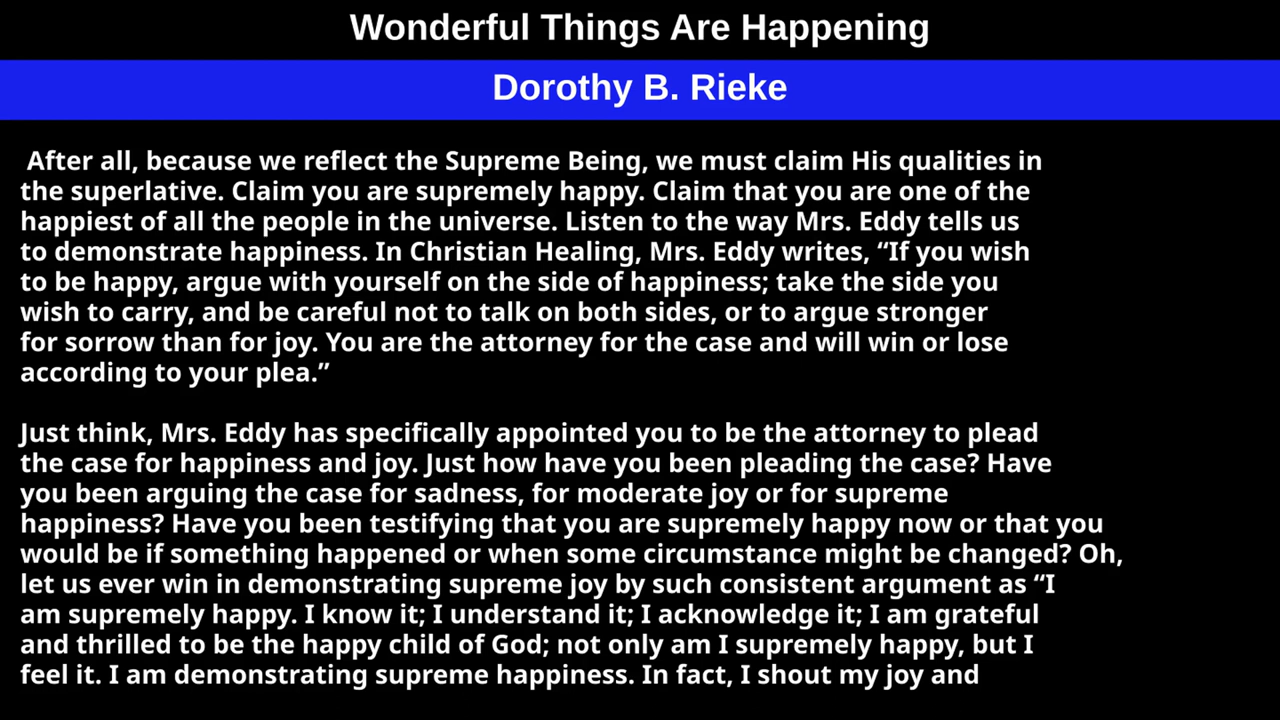 Wonderful Things Are Happening
Dorothy B. Rieke
After all, because we reflect the Supreme Being, we must claim His qualities in
the superlative. Claim you are supremely happy. Claim that you are one of the
happiest of all the people in the universe. Listen to the way Mrs. Eddy tells us
to demonstrate happiness. In Christian Healing, Mrs. Eddy writes, “If you wish
to be happy, argue with yourself on the side of happiness; take the side you
wish to carry, and be careful not to talk on both sides, or to argue stronger
for sorrow than for joy. You are the attorney for the case and will win or lose
according to your plea.”
Just think, Mrs. Eddy has specifically appointed you to be the attorney to plead
the case for happiness and joy. Just how have you been pleading the case? Have
you been arguing the case for sadness, for moderate joy or for supreme
happiness? Have you been testifying that you are supremely happy now or that you
would be if something happened or when some circumstance might be changed? Oh,
let us ever win in demonstrating supreme joy by such consistent argument as “I
am supremely happy. I know it; I understand it; I acknowledge it; I am grateful
and thrilled to be the happy child of God; not only am I supremely happy, but I
feel it. I am demonstrating supreme happiness. In fact, I shout my joy and